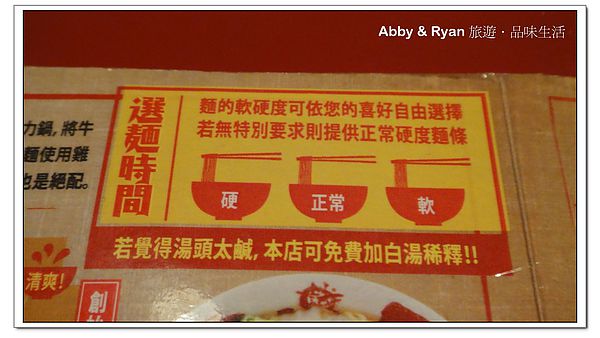 Abby & Ryan 旅遊．品味生活
選麵時間
麵的軟硬度可依您的喜好自由選擇
若無特別要求則提供正常硬度麵條
硬
正常
軟
若覺得湯頭太鹹, 本店可免費加白湯稀釋!!
力鍋, 將牛
麵使用雞
也是絕配。
清爽!
創始